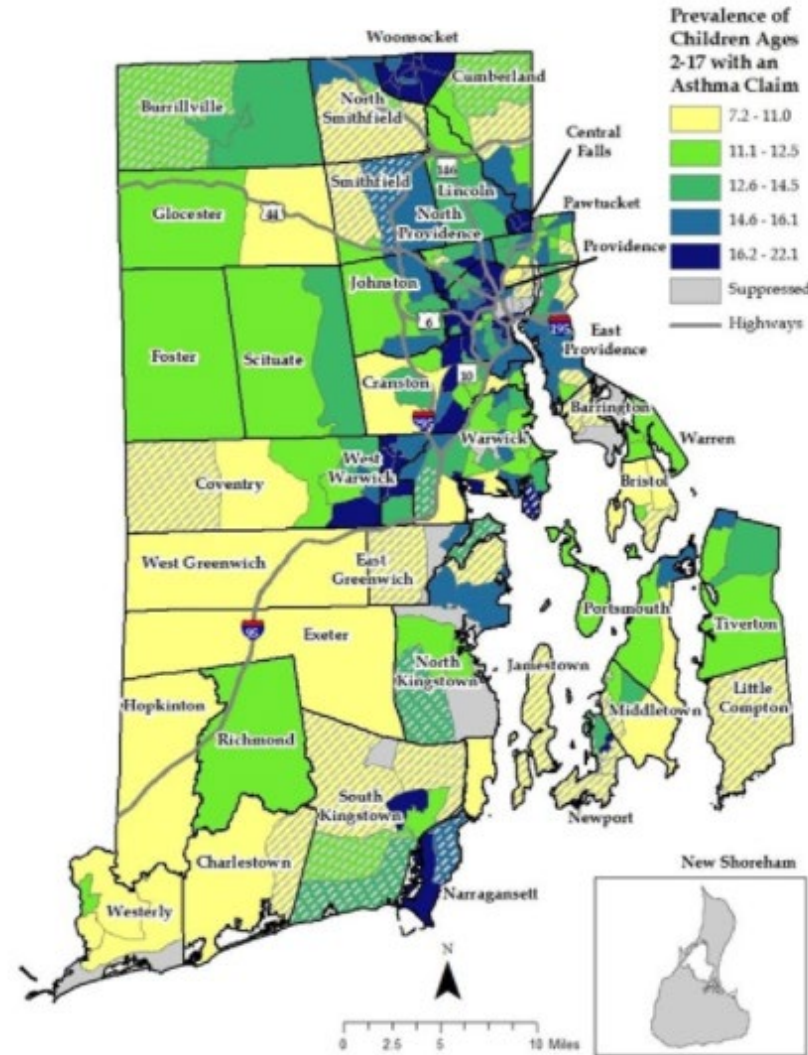 Prevalence of
Children Ages
2-17 with an
Asthma Claim
7.2 - 11.0
11.1 - 12.5
12.6 - 14.5
14.6 - 16.1
16.2 - 22.1
Suppressed
Highways
Woonsocket
Cumberland
Burrillville
North
Smithfield
Central
Falls
Smithfield
146
Lincoln
Pawtucket
Glocester
44
North
Providence
Providence
Johnston
6
195
East
Providence
Foster
Scituate
Cranston
10
Barrington
Warren
Warwick
West
Warwick
Coventry
Bristol
West Greenwich
East
Greenwich
Portsmouth
Tiverton
95
Exeter
North
Kingstown
Jamestown
Little
Compton
Hopkinton
Middletown
Richmond
South
Kingstown
Newport
Charlestown
New Shoreham
Westerly
Narragansett
N
0 2.5 5 10 Miles